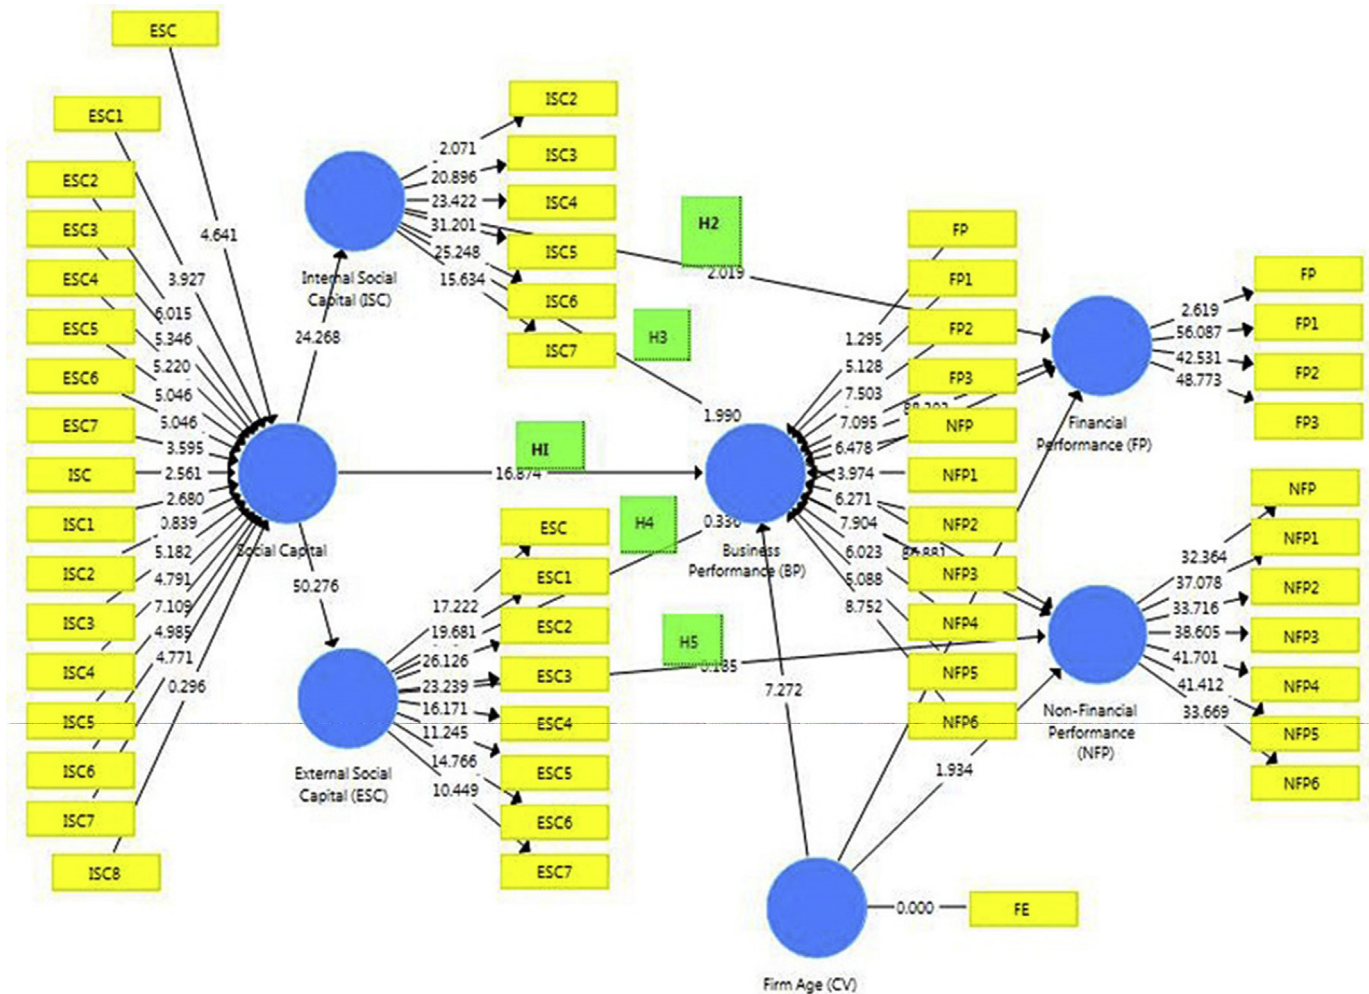 ESC
ESC1
ESC2
ESC3
ESC4
ESC5
ESC6
ESC7
ISC
ISC1
ISC2
ISC3
ISC4
ISC5
ISC6
ISC7
ISC8
4.641
3.927
6.015
5.346
5.220
5.046
5.046
3.595
2.561
2.680
0.839
5.182
4.791
7.109
4.985
4.771
0.296
Social Capital
24.268
50.276
Internal Social
Capital (ISC)
2.071
20.896
23.422
31.201
25.248
15.634
ISC2
ISC3
ISC4
ISC5
ISC6
ISC7
External Social
Capital (ESC)
17.222
19.681
26.126
23.239
16.171
11.245
14.766
10.449
ESC
ESC1
ESC2
ESC3
ESC4
ESC5
ESC6
ESC7
HI
16.874
H2
2.019
H3
1.990
H4
H5
Business
Performance (BP)
1.295
5.128
7.503
7.095
6.478
3.974
6.271
7.904
6.023
5.088
8.752
FP
FP1
FP2
FP3
NFP
NFP1
NFP2
NFP3
NFP4
NFP5
NFP6
Financial
Performance (FP)
2.619
56.087
42.531
48.773
FP
FP1
FP2
FP3
Non-Financial
Performance
(NFP)
32.364
37.078
33.716
38.605
41.701
41.412
33.669
NFP
NFP1
NFP2
NFP3
NFP4
NFP5
NFP6
7.272
1.934
0.000
FE
Firm Age (CV)